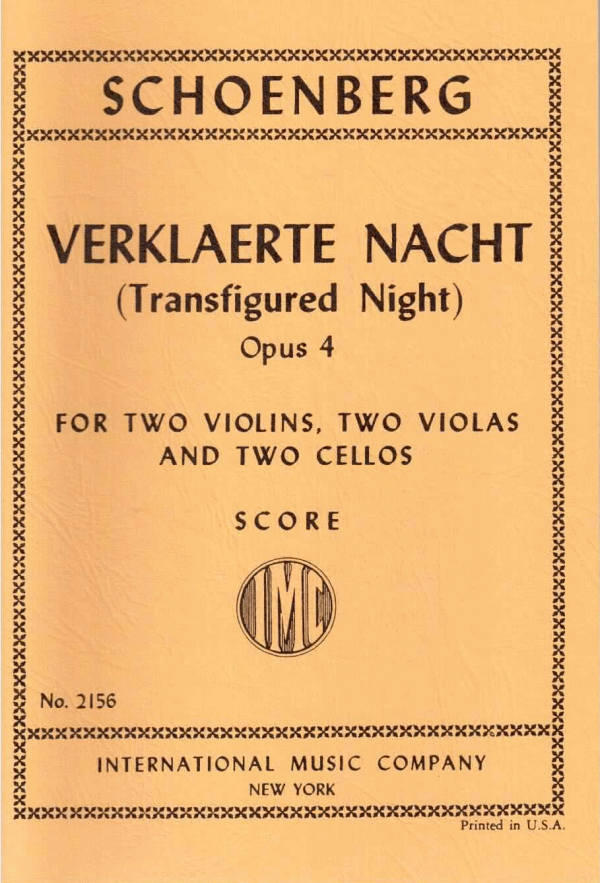 SCHOENBERG
VERKLAERTE NACHT
(Transfigured Night)
Opus 4
FOR TWO VIOLINS, TWO VIOLAS
AND TWO CELLOS
SCORE
IMC
No. 2156
INTERNATIONAL MUSIC COMPANY
NEW YORK
Printed in U.S.A.